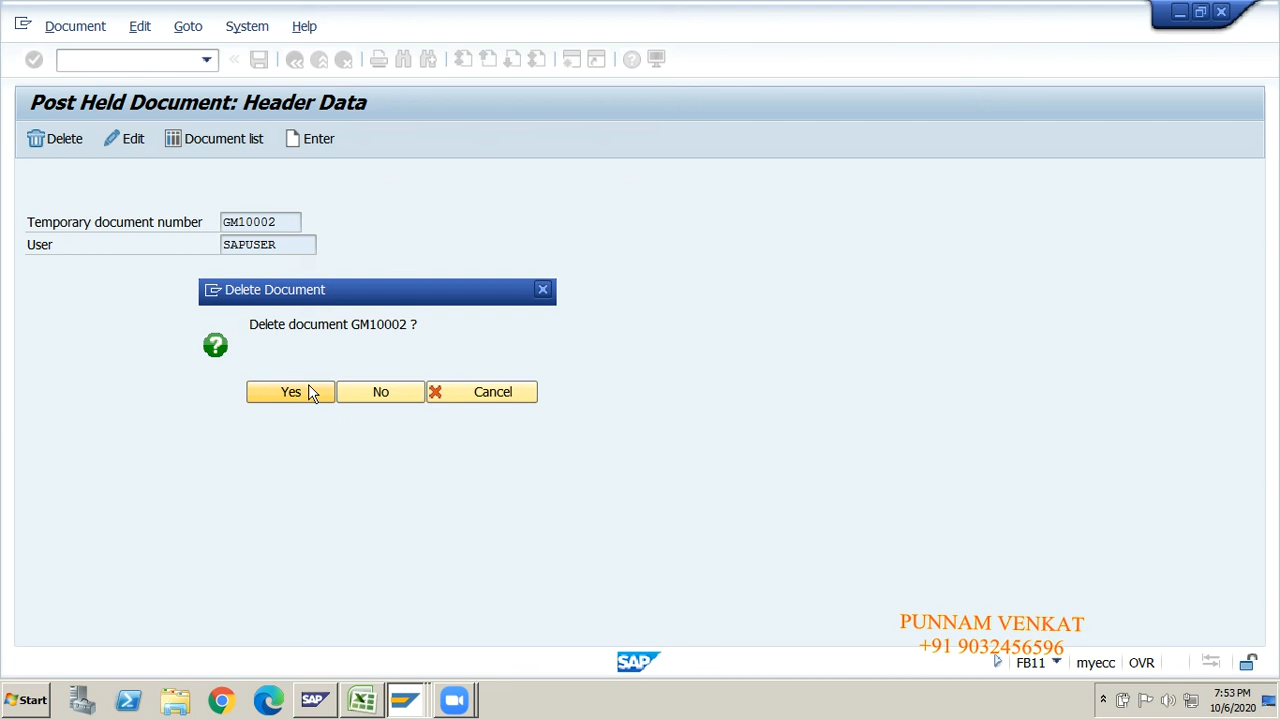 Document Edit Goto System Help
Post Held Document: Header Data
Delete Edit Document list Enter
Temporary document number GM10002
User SAPUSER
Delete Document
Delete document GM10002 ?
Yes No Cancel
PUNNAM VENKAT
+91 9032456596
SAP FB11 myecc OVR
Start SAP 7:53 PM
10/6/2020